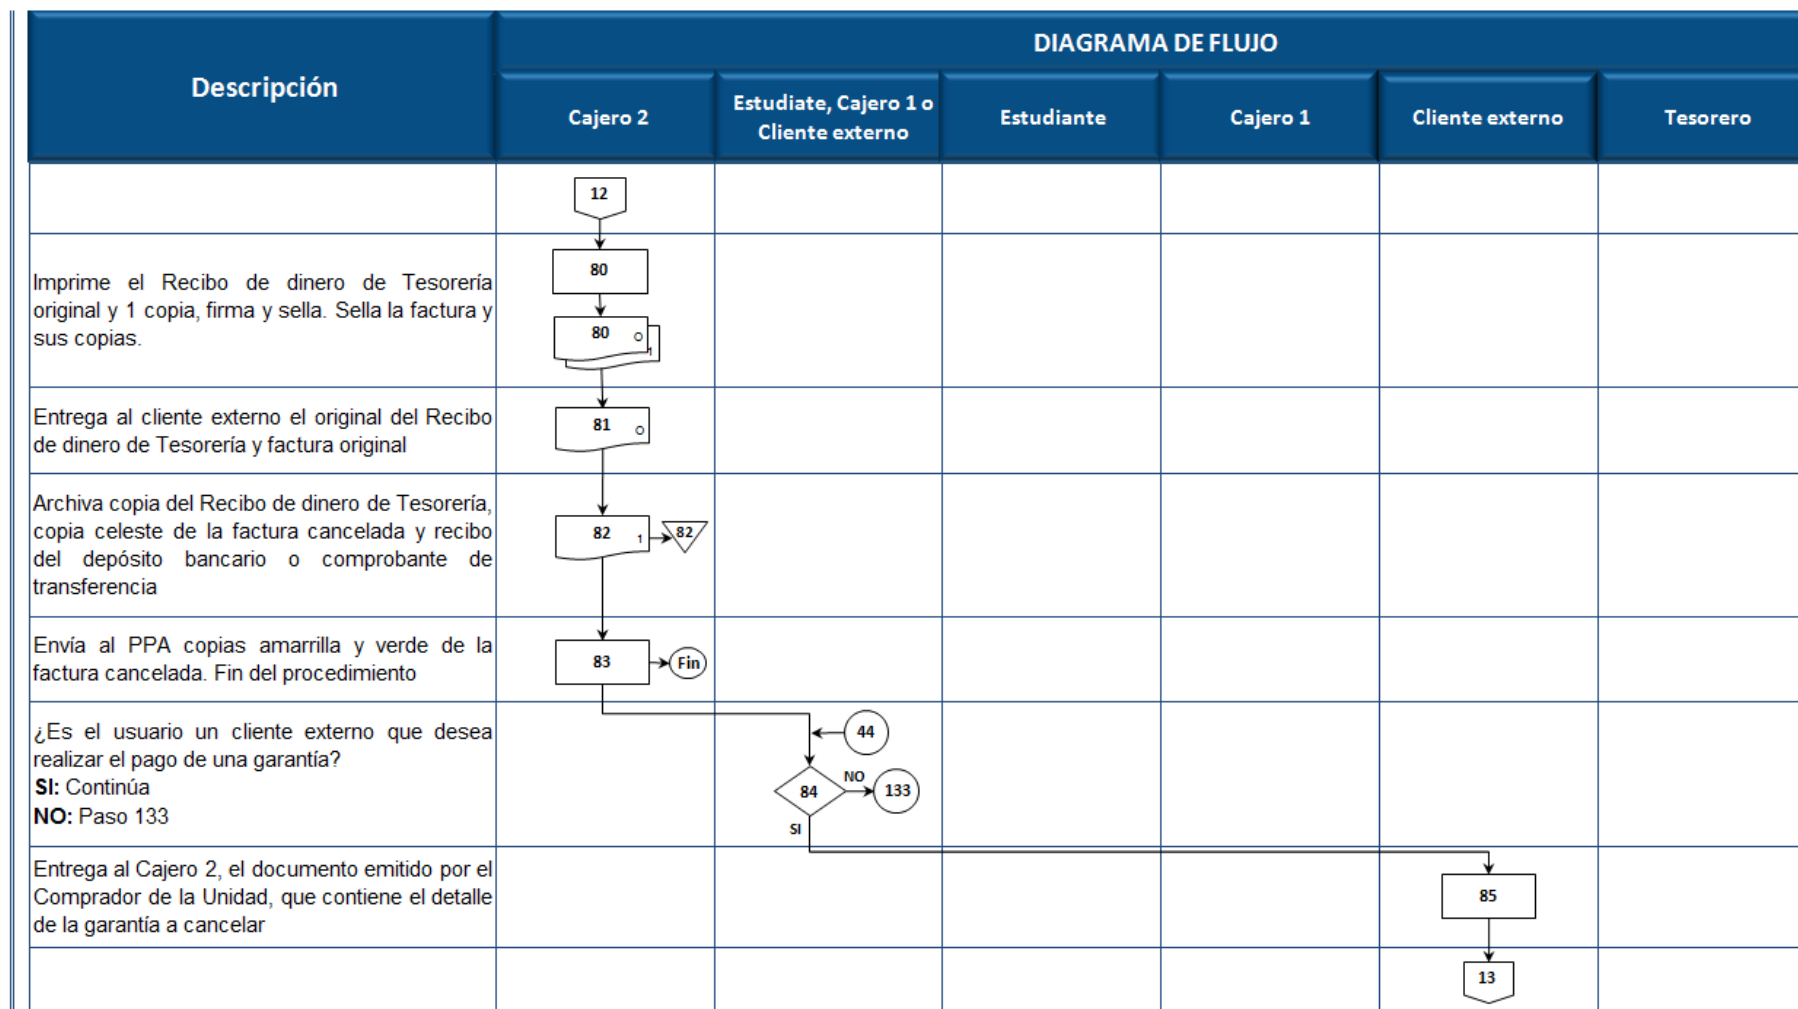 Descripción
DIAGRAMA DE FLUJO
Cajero 2
Estudiate, Cajero 1 o
Cliente externo
Estudiante
Cajero 1
Cliente externo
Tesorero
12
Imprime el Recibo de dinero de Tesorería
original y 1 copia, firma y sella. Sella la factura y
sus copias.
80
80
O
1
Entrega al cliente externo el original del Recibo
de dinero de Tesorería y factura original
81
O
Archiva copia del Recibo de dinero de Tesorería,
copia celeste de la factura cancelada y recibo
del depósito bancario o comprobante de
transferencia
82
1
82
Envía al PPA copias amarrilla y verde de la
factura cancelada. Fin del procedimiento
83
Fin
¿Es el usuario un cliente externo que desea
realizar el pago de una garantía?
SI: Continúa
NO: Paso 133
44
84
NO
133
SI
Entrega al Cajero 2, el documento emitido por el
Comprador de la Unidad, que contiene el detalle
de la garantía a cancelar
85
13